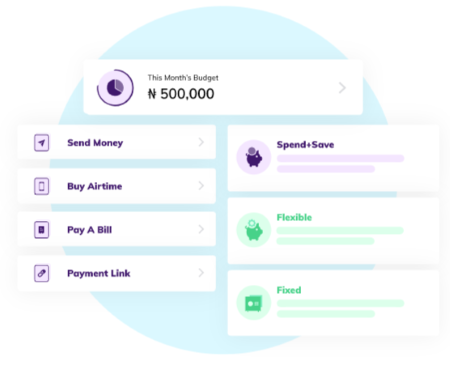 This Month's Budget
₦ 500,000
Send Money
Buy Airtime
Pay A Bill
Payment Link
Spend+Save
Flexible
Fixed